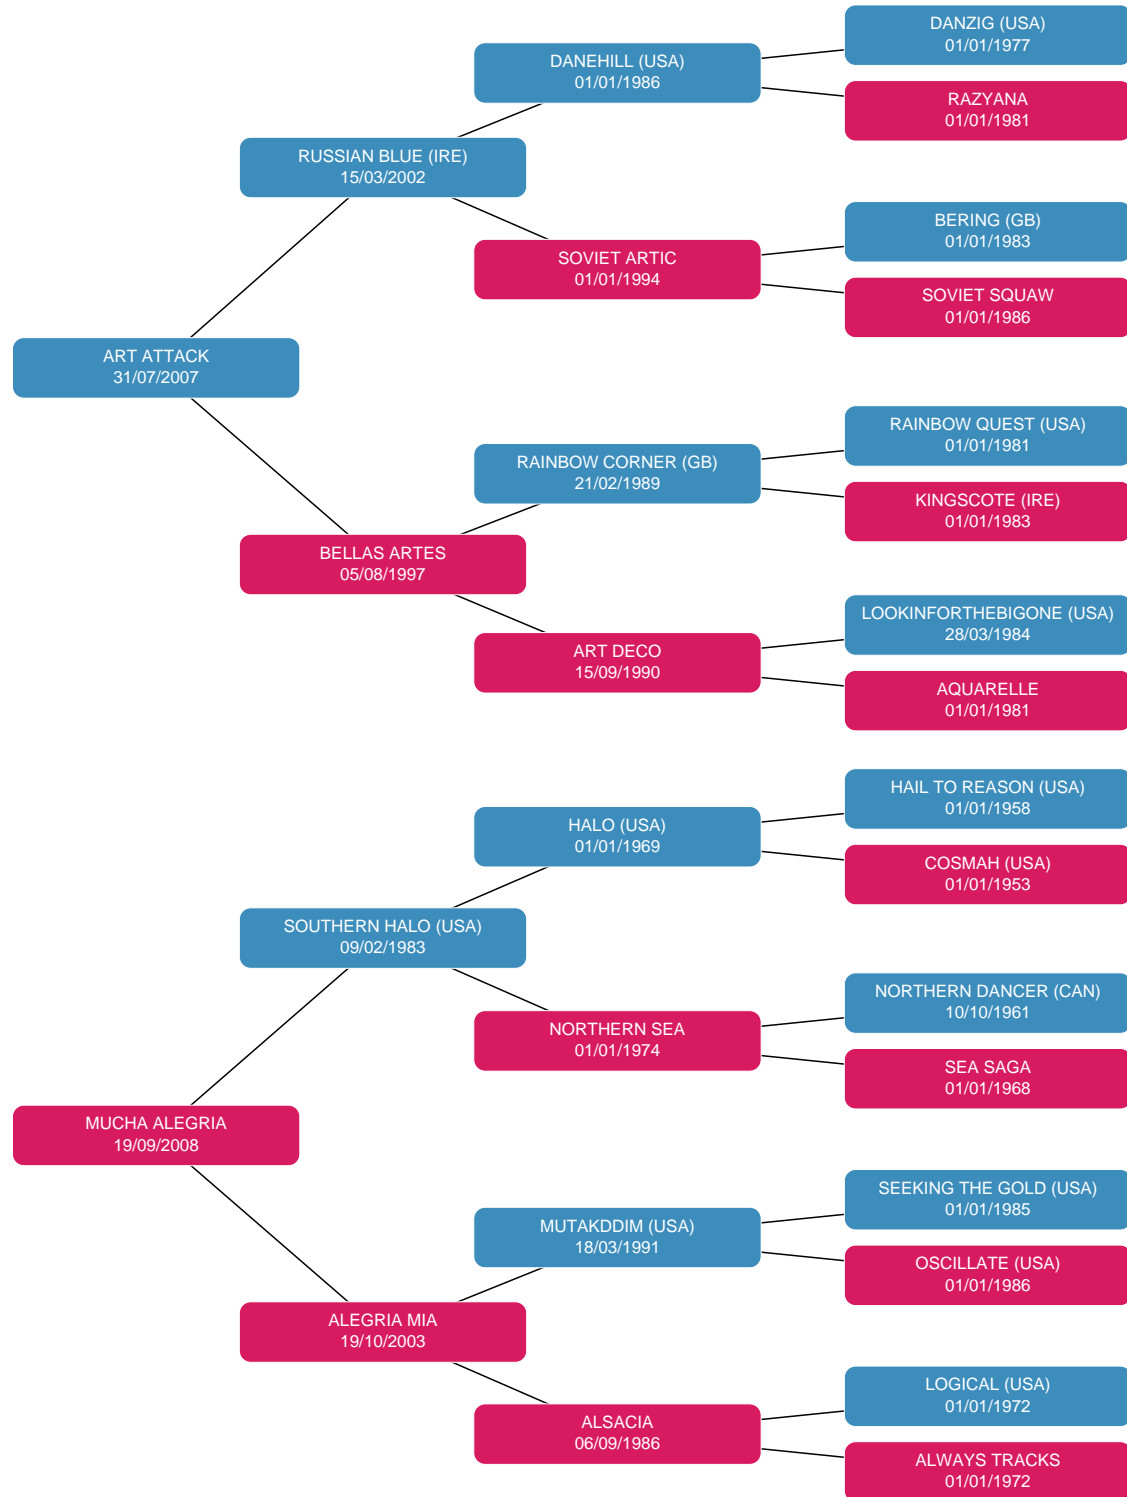 DANZIG (USA)
01/01/1977
DANEHILL (USA)
01/01/1986
RAZYANA
01/01/1981
RUSSIAN BLUE (IRE)
15/03/2002
BERING (GB)
01/01/1983
SOVIET ARTIC
01/01/1994
SOVIET SQUAW
01/01/1986
ART ATTACK
31/07/2007
RAINBOW QUEST (USA)
01/01/1981
RAINBOW CORNER (GB)
21/02/1989
KINGSCOTE (IRE)
01/01/1983
BELLAS ARTES
05/08/1997
LOOKINFORTHEBIGONE (USA)
28/03/1984
ART DECO
15/09/1990
AQUARELLE
01/01/1981
HAIL TO REASON (USA)
01/01/1958
HALO (USA)
01/01/1969
COSMAH (USA)
01/01/1953
SOUTHERN HALO (USA)
09/02/1983
NORTHERN DANCER (CAN)
10/10/1961
NORTHERN SEA
01/01/1974
SEA SAGA
01/01/1968
MUCHA ALEGRIA
19/09/2008
SEEKING THE GOLD (USA)
01/01/1985
MUTAKDDIM (USA)
18/03/1991
OSCILLATE (USA)
01/01/1986
ALEGRIA MIA
19/10/2003
LOGICAL (USA)
01/01/1972
ALSACIA
06/09/1986
ALWAYS TRACKS
01/01/1972